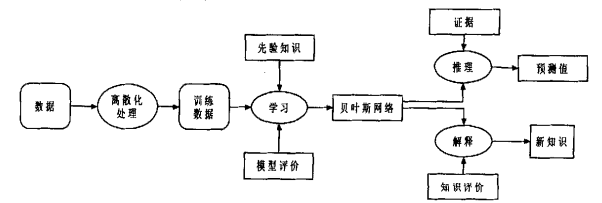 证据
先验知识
推理
预测值
数据
离散化
处理
训练
数据
学习
贝叶斯网络
解释
新知识
模型评价
知识评价